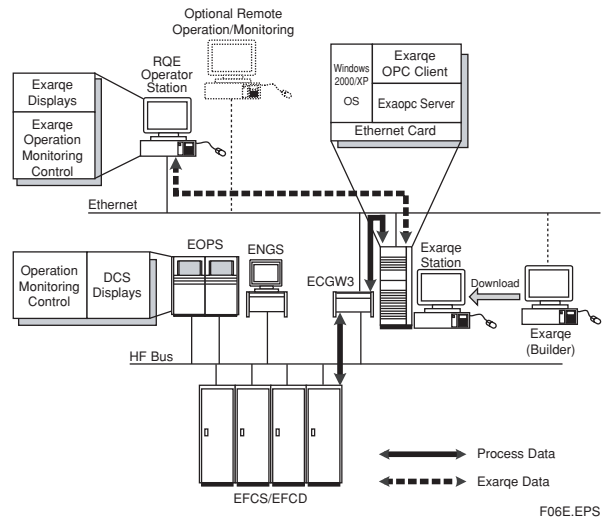 Optional Remote
Operation/Monitoring
RQE
Operator
Station
Exarqe
Displays
Exarqe
Operation
Monitoring
Control
Windows
2000/XP
OS
Exarqe
OPC Client
Exaopc Server
Ethernet Card
Ethernet
Operation
Monitoring
Control
DCS
Displays
EOPS
ENGS
ECGW3
Exarqe
Station
Download
Exarqe
(Builder)
HF Bus
EFCS/EFCD
Process Data
Exarqe Data
F06E.EPS